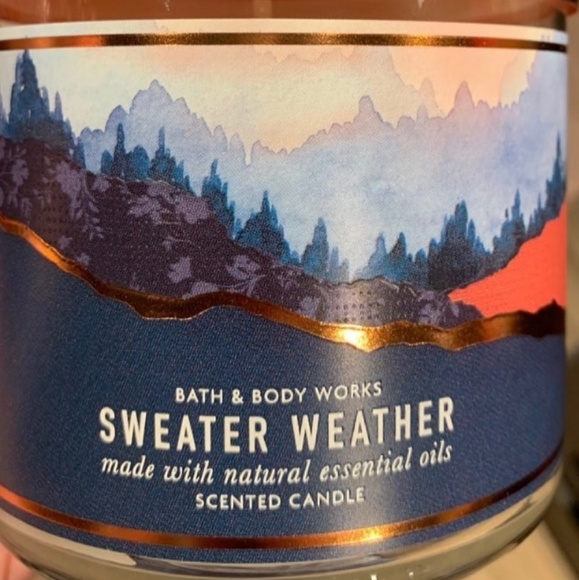 BATH & BODY WORKS
SWEATER WEATHER
made with natural essential oils
SCENTED CANDLE